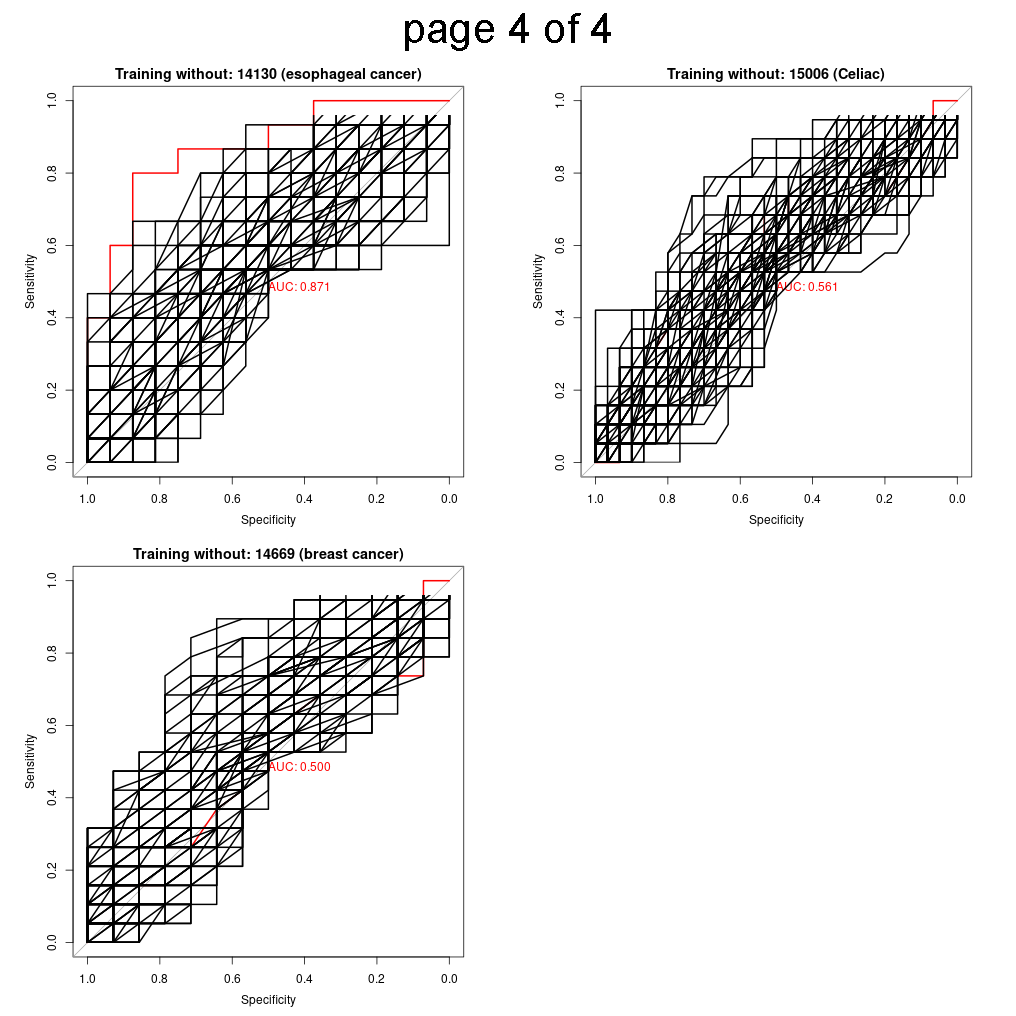 page 4 of 4
Training without: 14130 (esophageal cancer)
Sensitivity
1.0
0.8
0.6
0.4
0.2
0.0
AUC: 0.871
1.0 0.8 0.6 0.4 0.2 0.0
Specificity
Training without: 15006 (Celiac)
Sensitivity
1.0
0.8
0.6
0.4
0.2
0.0
AUC: 0.561
1.0 0.8 0.6 0.4 0.2 0.0
Specificity
Training without: 14669 (breast cancer)
Sensitivity
1.0
0.8
0.6
0.4
0.2
0.0
AUC: 0.500
1.0 0.8 0.6 0.4 0.2 0.0
Specificity